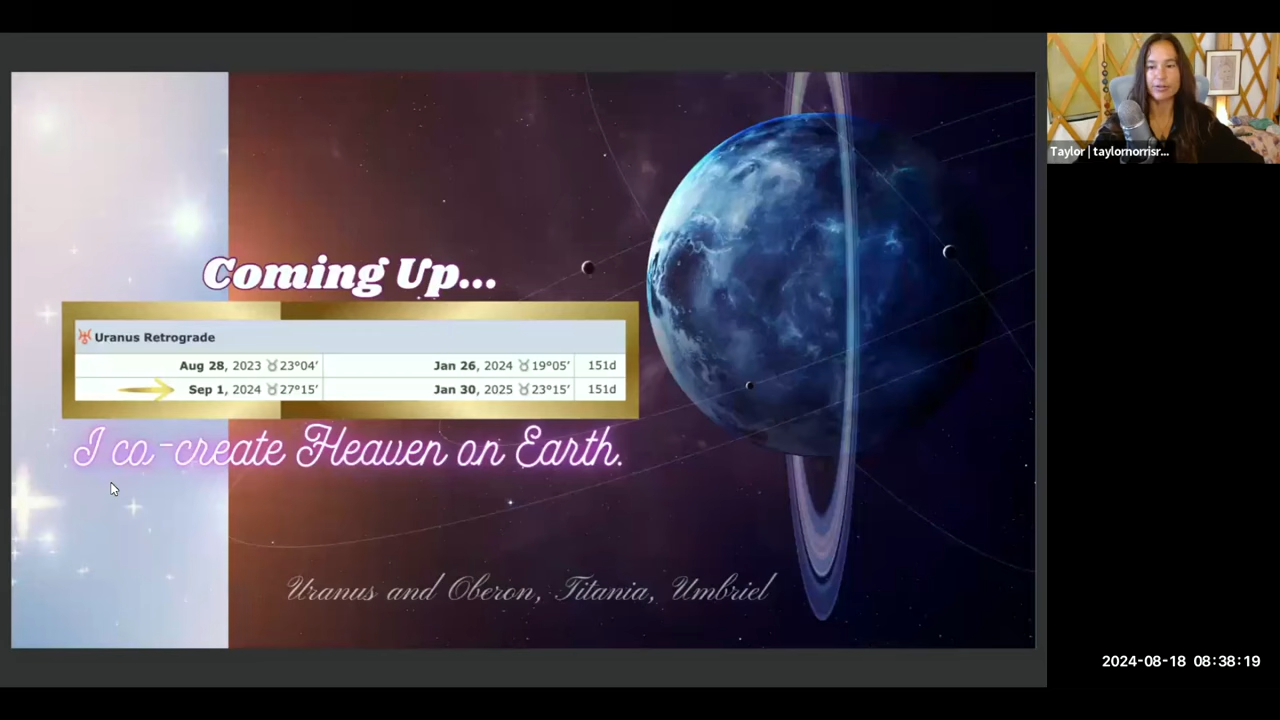 Coming Up...
Uranus Retrograde
Aug 28, 2023 ♉23°04′ Jan 26, 2024 ♉19°05′ 151d
Sep 1, 2024 ♉27°15′ Jan 30, 2025 ♉23°15′ 151d
I co-create Heaven on Earth.
Uranus and Oberon, Titania, Umbriel
Taylor | taylornorrisr...
2024-08-18 08:38:19